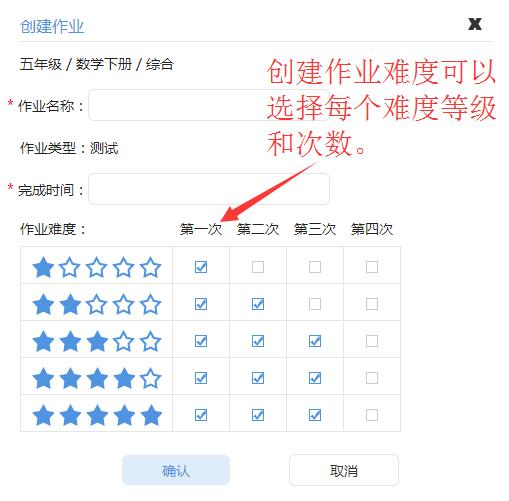 创建作业
X
五年级 / 数学下册 / 综合
创建作业难度可以
选择每个难度等级
和次数。
* 作业名称：
作业类型：测试
* 完成时间：
作业难度： 第一次 第二次 第三次 第四次
确认 取消